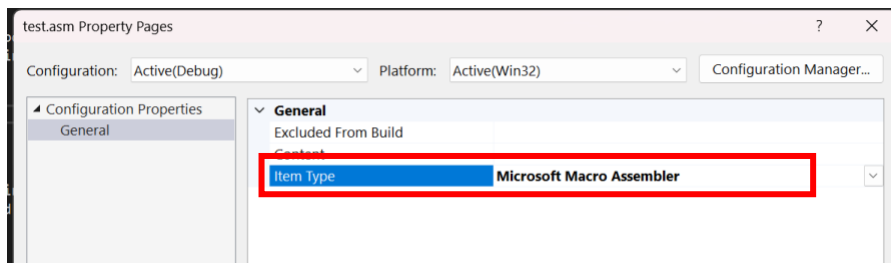 test.asm Property Pages ? ×
Configuration: Active(Debug) Platform: Active(Win32) Configuration Manager...
Configuration Properties
General
General
Excluded From Build
Content
Item Type Microsoft Macro Assembler